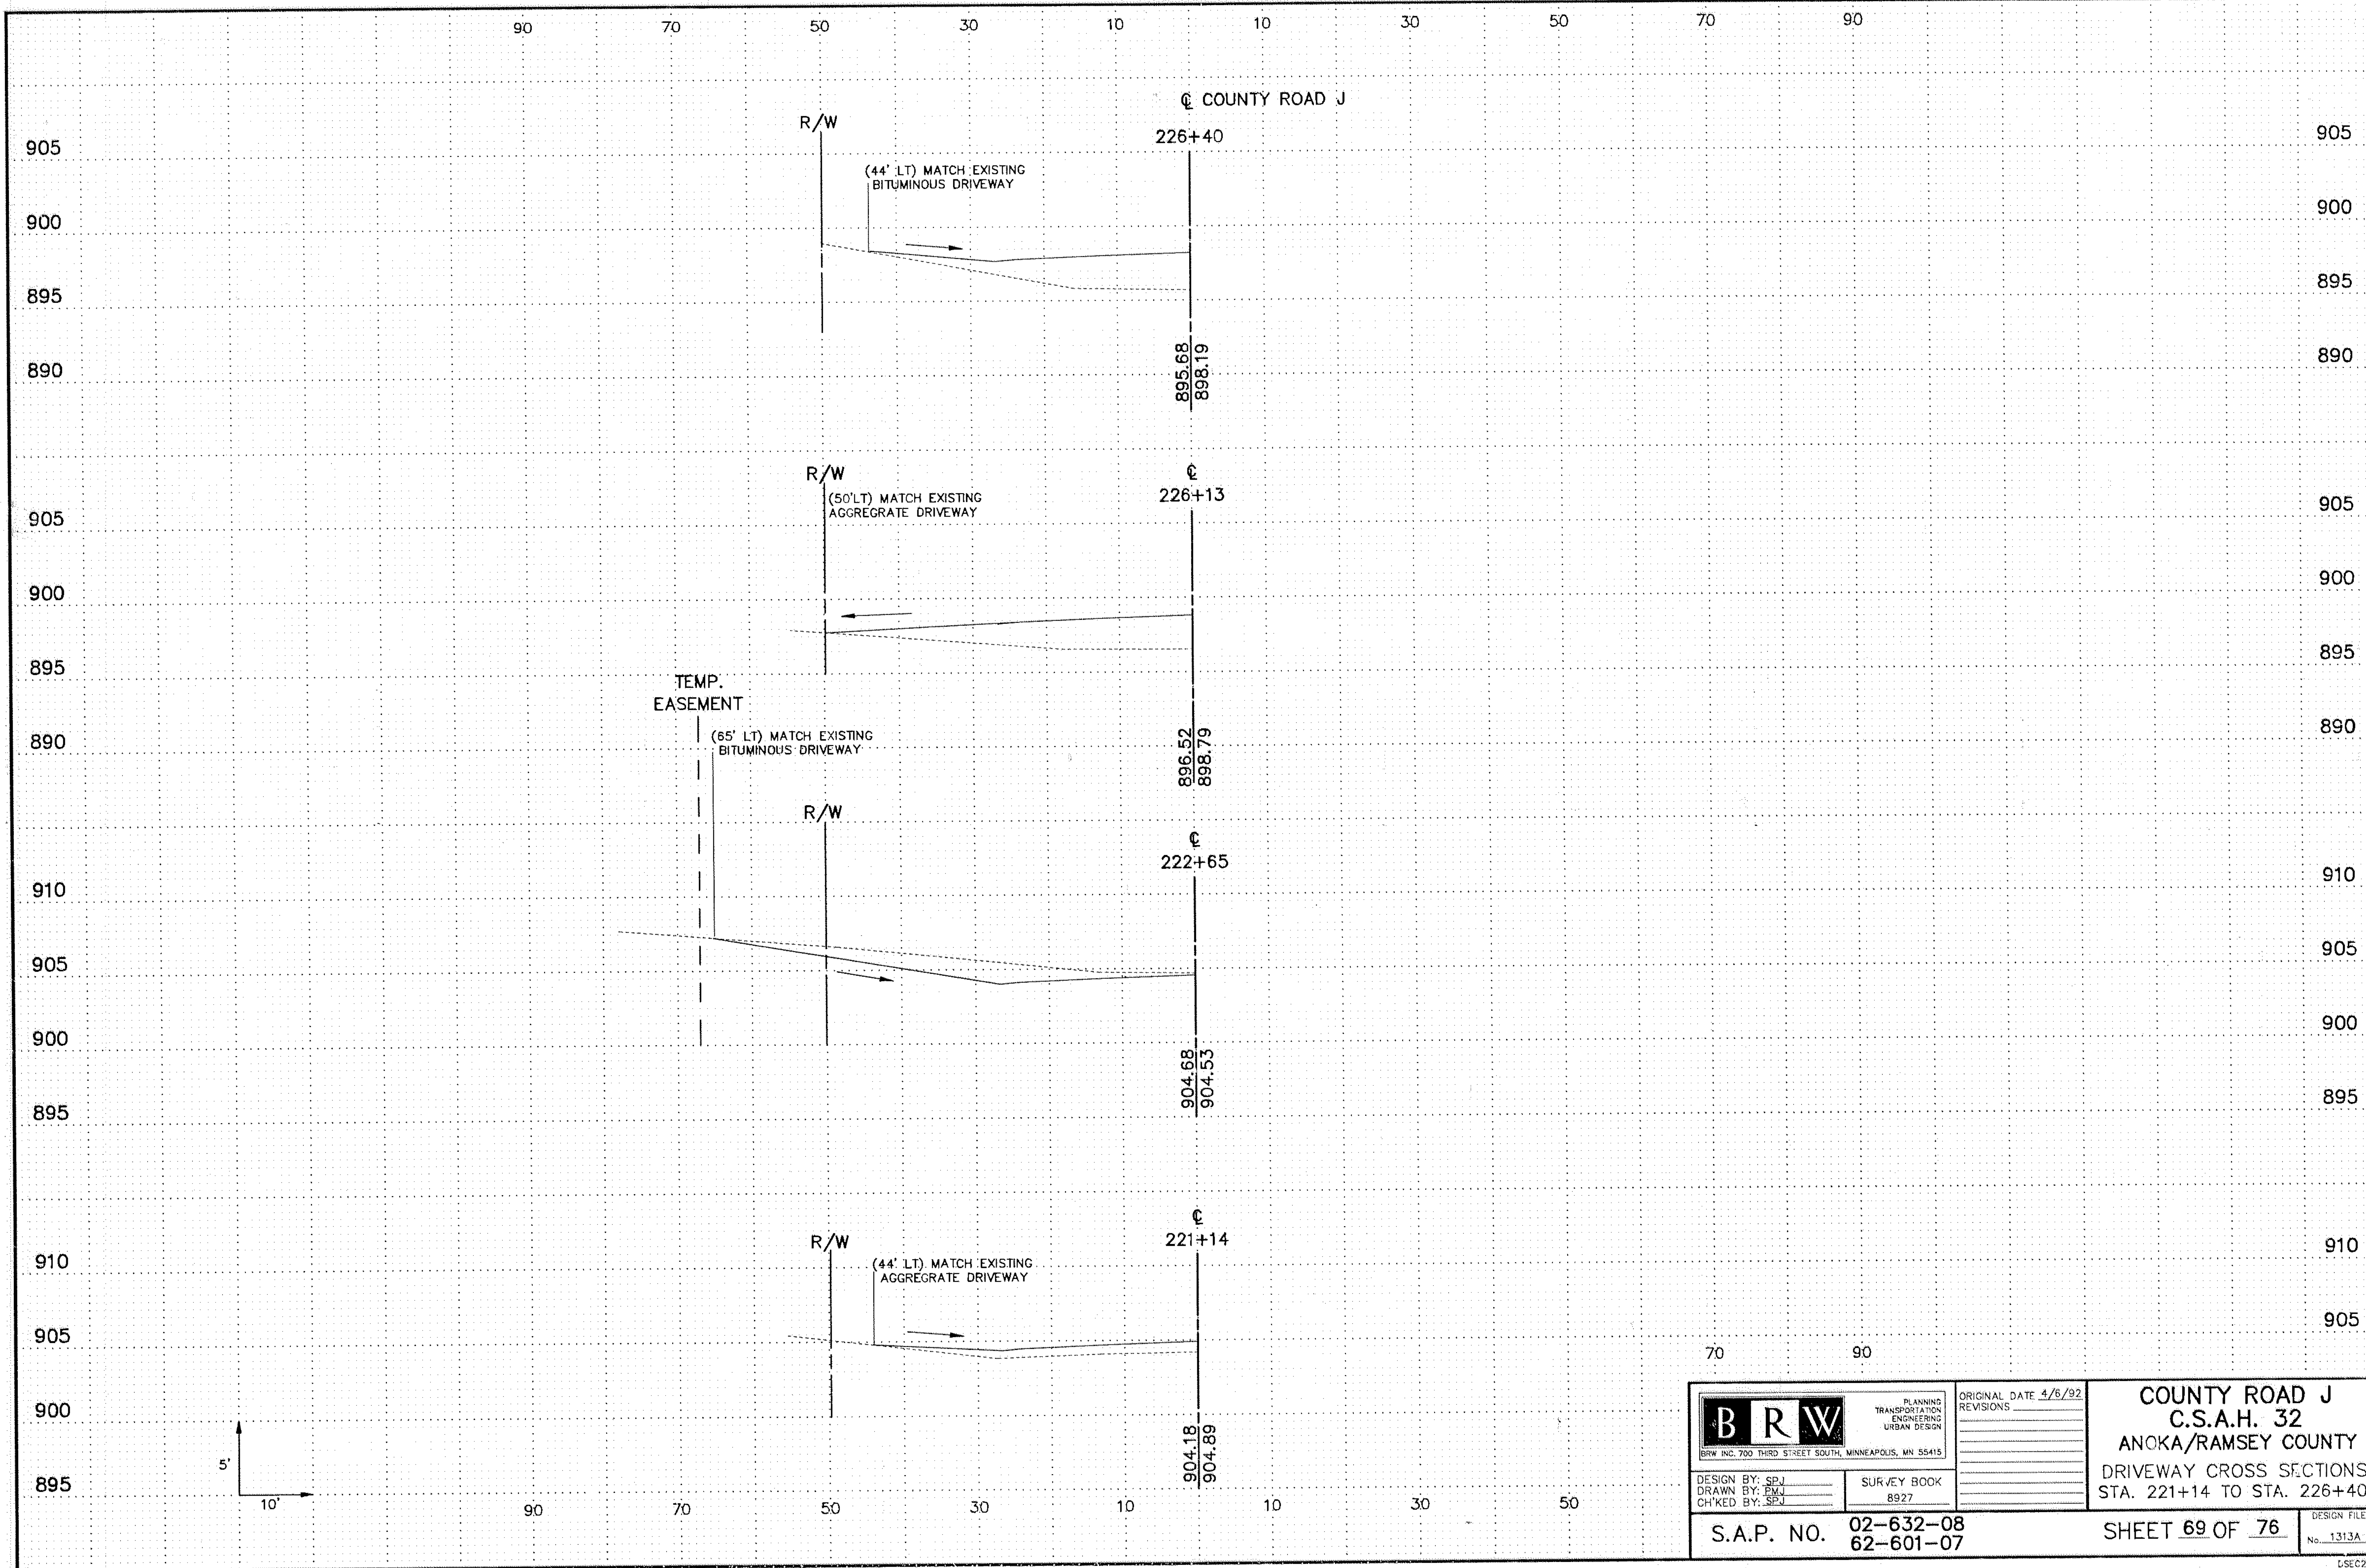 90 70 50 30 10 10 30 50 70 90
℄ COUNTY ROAD J
R/W
226+40
905 905
(44' LT) MATCH EXISTING
BITUMINOUS DRIVEWAY
900 900
895 895
890 890
895.68
898.19
R/W
℄
226+13
(50'LT) MATCH EXISTING
AGGREGRATE DRIVEWAY
905 905
900 900
895 895
890 890
896.52
898.79
TEMP.
EASEMENT
(65' LT) MATCH EXISTING
BITUMINOUS DRIVEWAY
R/W
℄
222+65
910 910
905 905
900 900
895 895
904.68
904.53
R/W
℄
221+14
(44' LT) MATCH EXISTING
AGGREGRATE DRIVEWAY
910 910
905 905
900
895
904.18
904.89
5'
10'
90 70 50 30 10 10 30 50 70 90
BRW
PLANNING
TRANSPORTATION
ENGINEERING
URBAN DESIGN
BRW INC. 700 THIRD STREET SOUTH, MINNEAPOLIS, MN 55415
ORIGINAL DATE 4/6/92
REVISIONS
DESIGN BY: SPJ
DRAWN BY: PMJ
CH'KED BY: SPJ
SURVEY BOOK
8927
COUNTY ROAD J
C.S.A.H. 32
ANOKA/RAMSEY COUNTY
DRIVEWAY CROSS SECTIONS
STA. 221+14 TO STA. 226+40
S.A.P. NO. 02-632-08
62-601-07
SHEET 69 OF 76
DESIGN FILE
No. 1313A